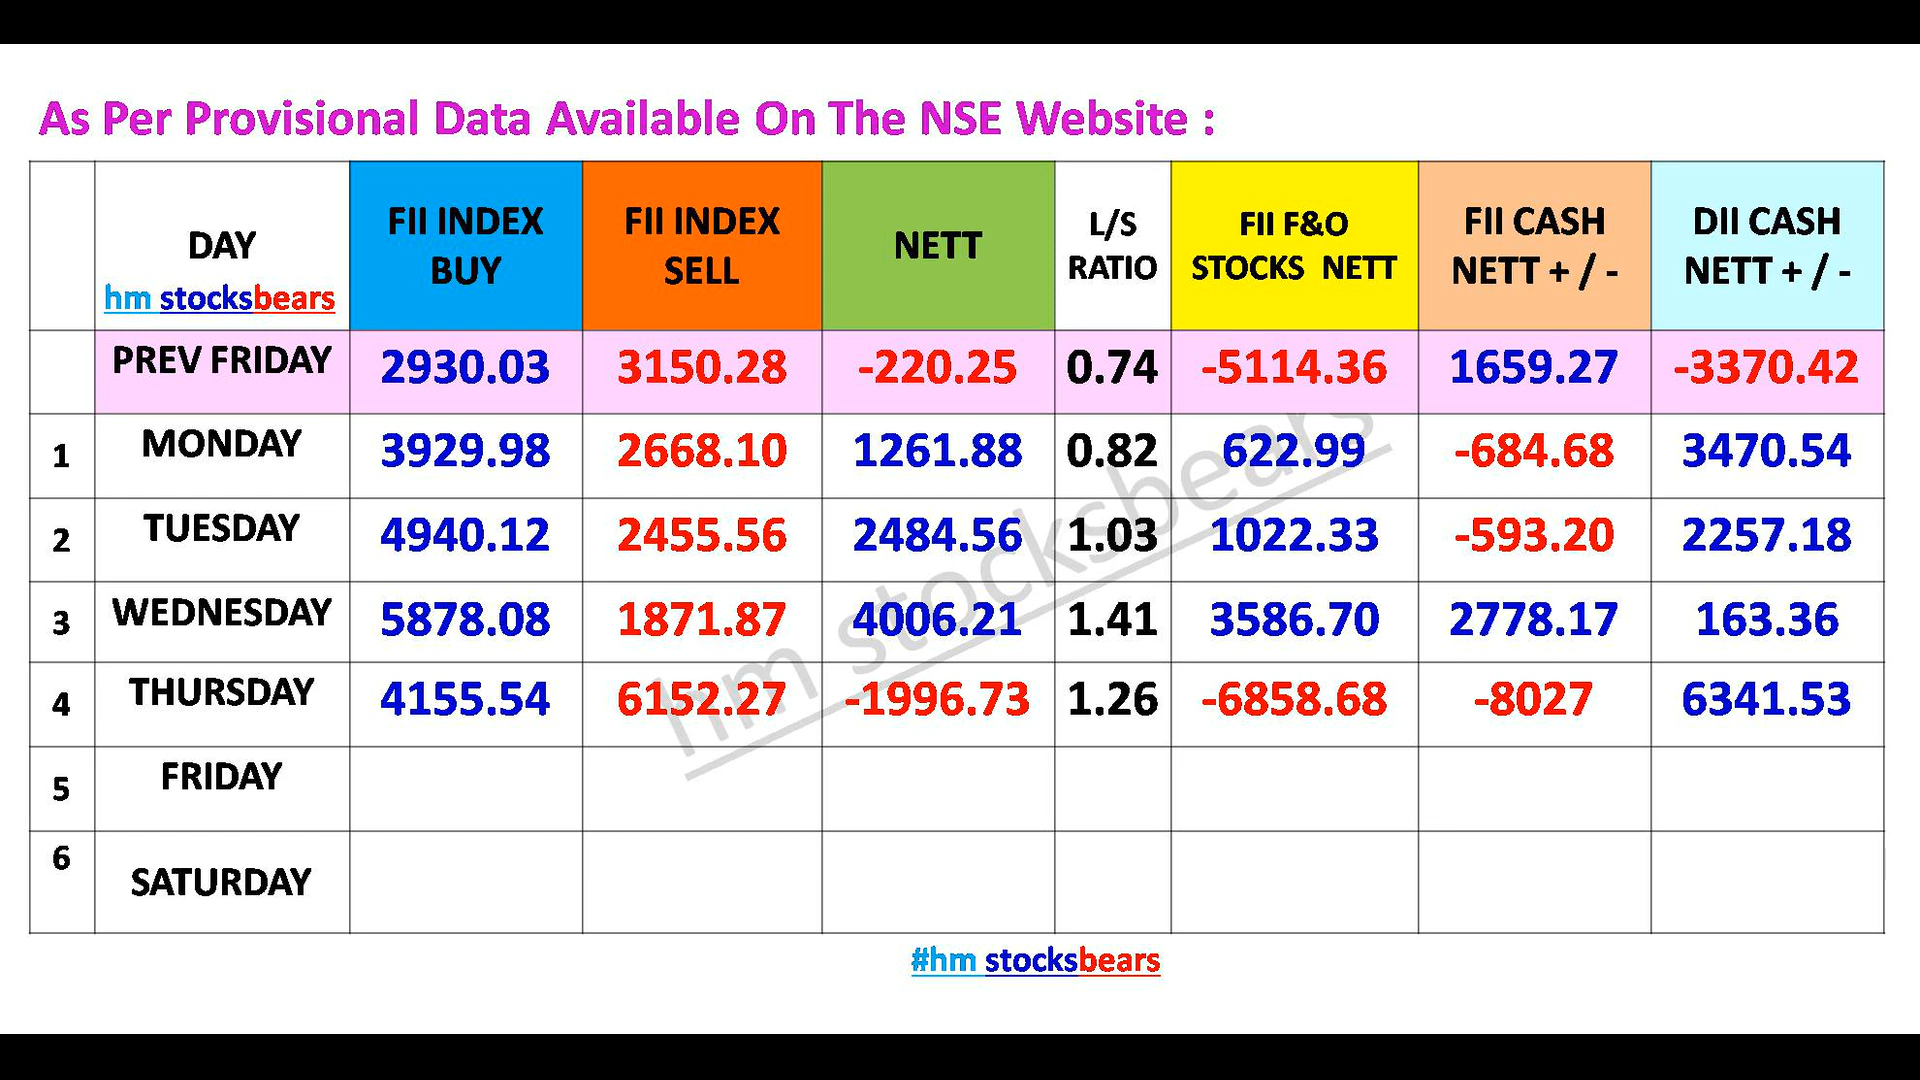 As Per Provisional Data Available On The NSE Website :
DAY hm stocksbears FII INDEX BUY FII INDEX SELL NETT L/S RATIO FII F&O STOCKS NETT FII CASH NETT + / - DII CASH NETT + / -
PREV FRIDAY 2930.03 3150.28 -220.25 0.74 -5114.36 1659.27 -3370.42
1 MONDAY 3929.98 2668.10 1261.88 0.82 622.99 -684.68 3470.54
2 TUESDAY 4940.12 2455.56 2484.56 1.03 1022.33 -593.20 2257.18
3 WEDNESDAY 5878.08 1871.87 4006.21 1.41 3586.70 2778.17 163.36
4 THURSDAY 4155.54 6152.27 -1996.73 1.26 -6858.68 -8027 6341.53
5 FRIDAY
6 SATURDAY
hm stocksbears
#hm stocksbears